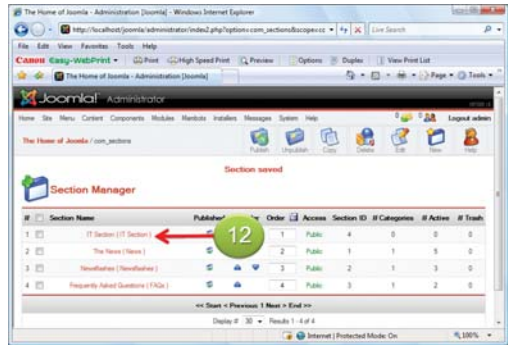 The Home of Joomla - Administration [Joomla] - Windows Internet Explorer
http://localhost/joomla/administrator/index2.php?option=com_sections&scope=cc
Live Search
File Edit View Favorites Tools Help
Canon Easy-WebPrint Print High Speed Print Preview Options Duplex View Print List
The Home of Joomla - Administration [Joomla]
Page Tools
Joomla! Administrator
Home Site Menu Content Components Modules Mambots Installers Messages System Help
Logout admin
The Home of Joomla / com_sections
Publish Unpublish Copy Delete Edit New Help
Section saved
Section Manager
# Section Name Published Order Access Section ID # Categories # Active # Trash
1 IT Section ( IT Section ) 1 Public 4 0 0 0
12
2 The News ( News ) 2 Public 1 1 5 0
3 Newsflashes ( Newsflashes ) 3 Public 2 1 3 0
4 Frequently Asked Questions ( FAQs ) 4 Public 3 1 2 0
<< Start < Previous 1 Next > End >>
Display # 30 Results 1 - 4 of 4
Internet | Protected Mode: On
100%